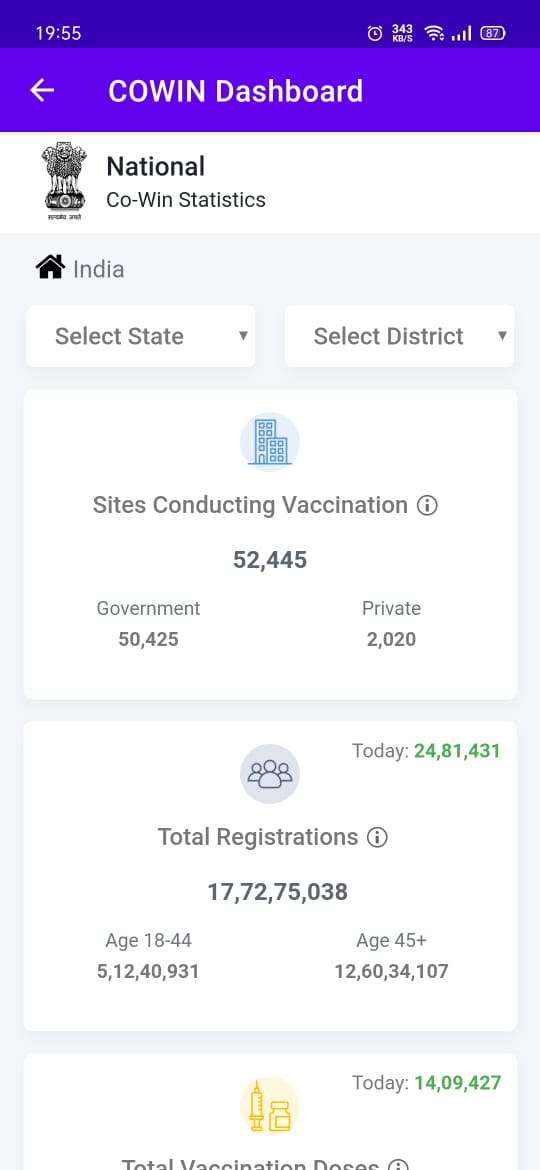 19:55
343
KB/S
87
COWIN Dashboard
National
Co-Win Statistics
सत्यमेव जयते
India
Select State
Select District
Sites Conducting Vaccination
52,445
Government
Private
50,425
2,020
Today: 24,81,431
Total Registrations
17,72,75,038
Age 18-44
Age 45+
5,12,40,931
12,60,34,107
Today: 14,09,427
Total Vaccination Doses